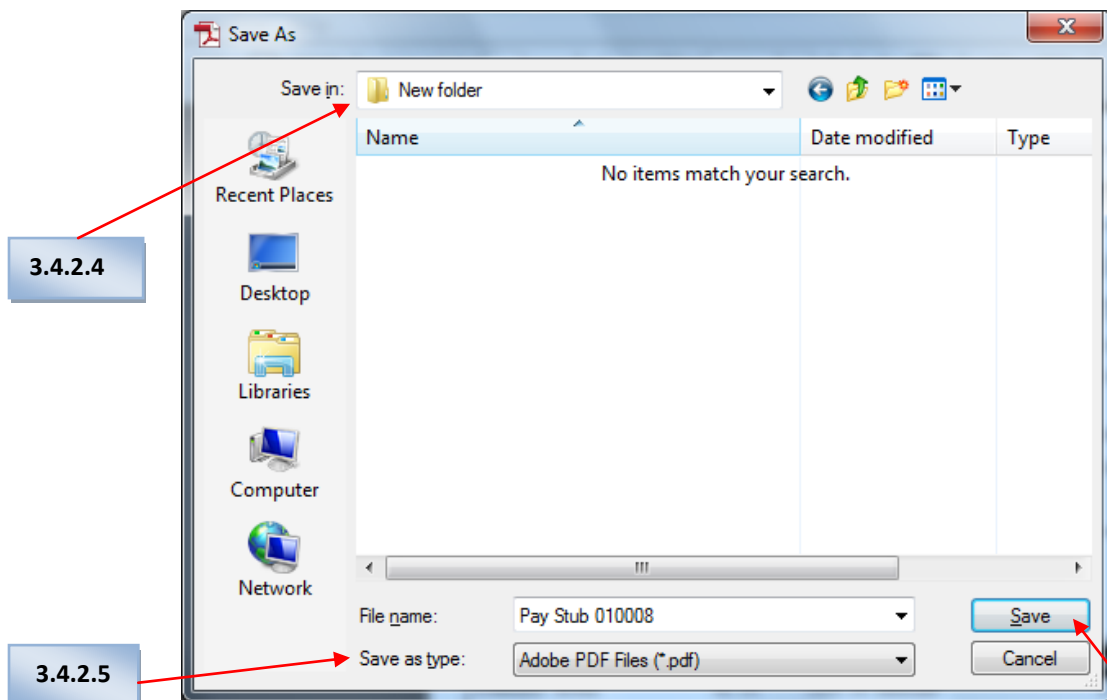 Save As
X
Save in: New folder
Name Date modified Type
No items match your search.
Recent Places
3.4.2.4
Desktop
Libraries
Computer
Network
File name: Pay Stub 010008 Save
3.4.2.5
Save as type: Adobe PDF Files (*.pdf) Cancel